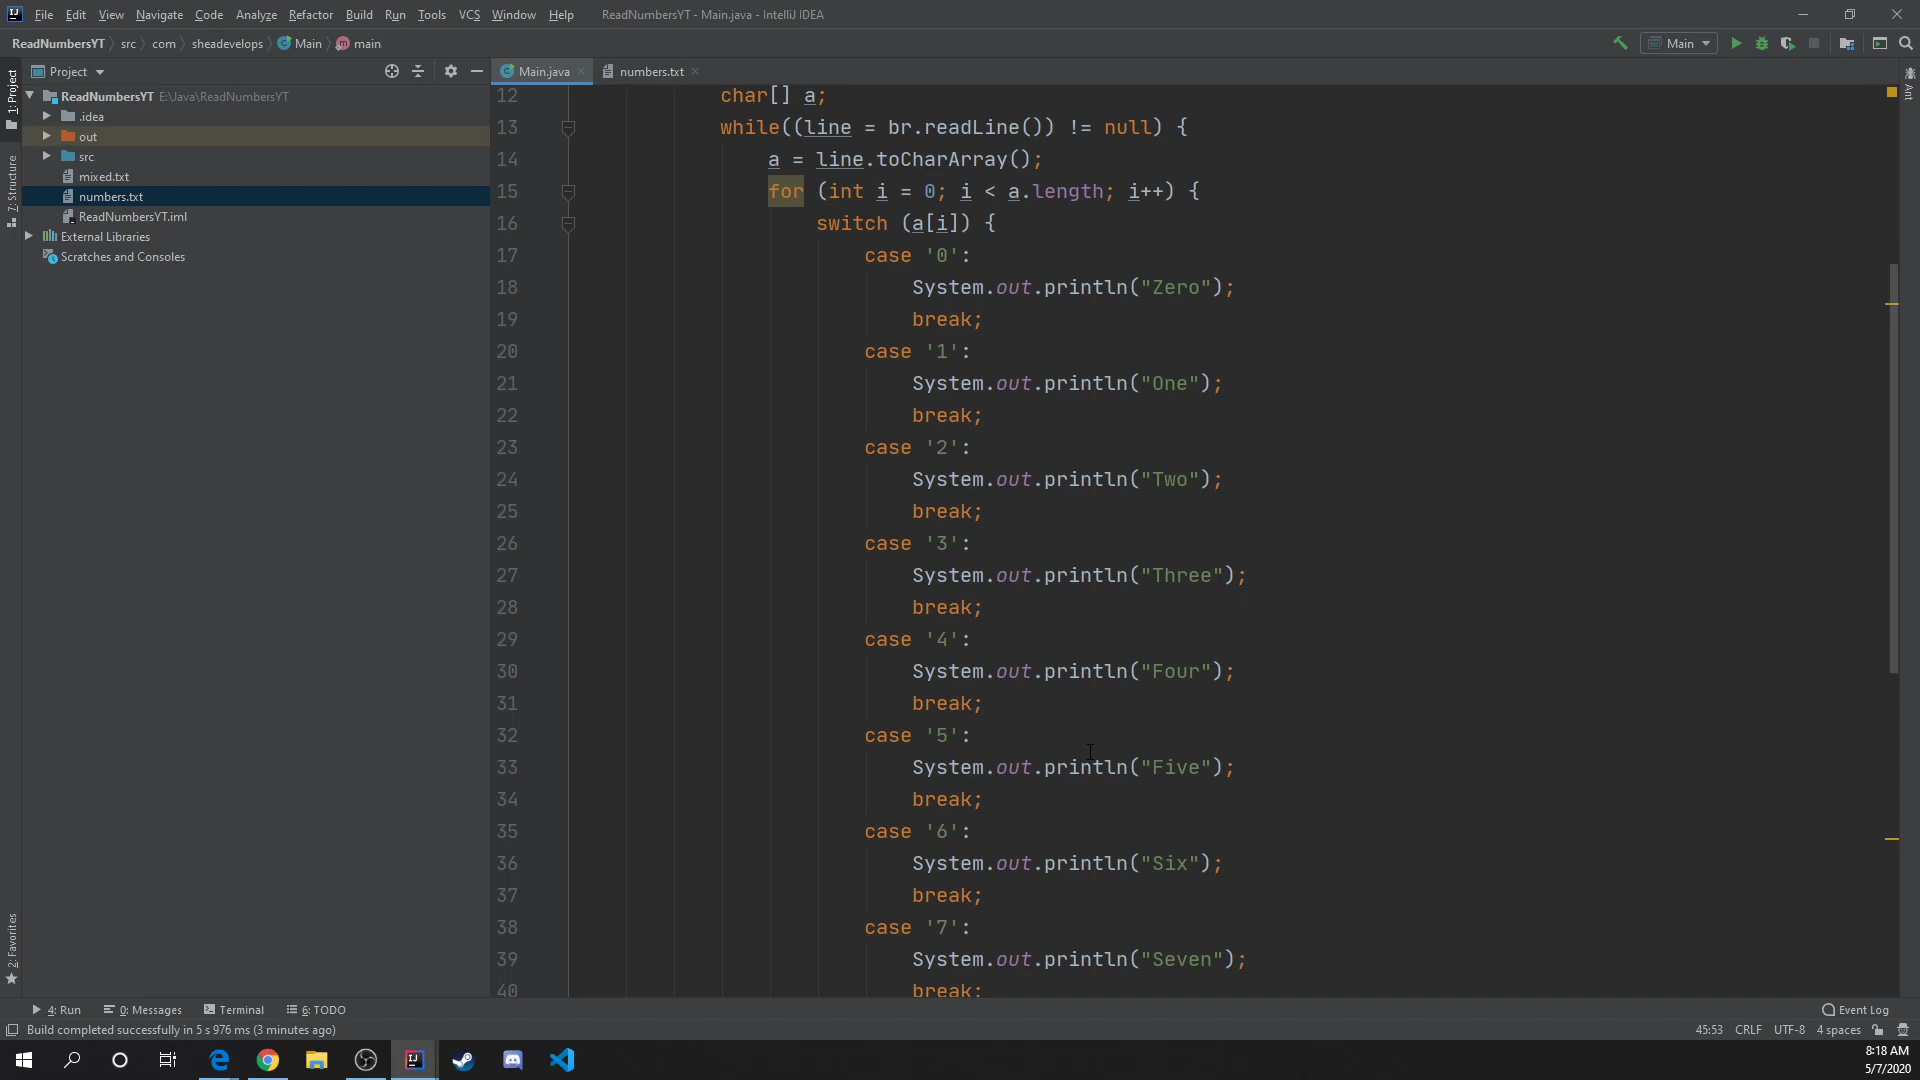 File Edit View Navigate Code Analyze Refactor Build Run Tools VCS Window Help ReadNumbersYT - Main.java - IntelliJ IDEA
ReadNumbersYT src com sheadevelops Main main Main
Project Main.java numbers.txt
1: Project
7: Structure
2: Favorites
Ant
ReadNumbersYT E:\Java\ReadNumbersYT
.idea
out
src
mixed.txt
numbers.txt
ReadNumbersYT.iml
External Libraries
Scratches and Consoles
12 char[] a;
13 while((line = br.readLine()) != null) {
14 a = line.toCharArray();
15 for (int i = 0; i < a.length; i++) {
16 switch (a[i]) {
17 case '0':
18 System.out.println("Zero");
19 break;
20 case '1':
21 System.out.println("One");
22 break;
23 case '2':
24 System.out.println("Two");
25 break;
26 case '3':
27 System.out.println("Three");
28 break;
29 case '4':
30 System.out.println("Four");
31 break;
32 case '5':
33 System.out.println("Five");
34 break;
35 case '6':
36 System.out.println("Six");
37 break;
38 case '7':
39 System.out.println("Seven");
40 break;
4: Run 0: Messages Terminal 6: TODO Event Log
Build completed successfully in 5 s 976 ms (3 minutes ago) 45:53 CRLF UTF-8 4 spaces
8:18 AM
5/7/2020